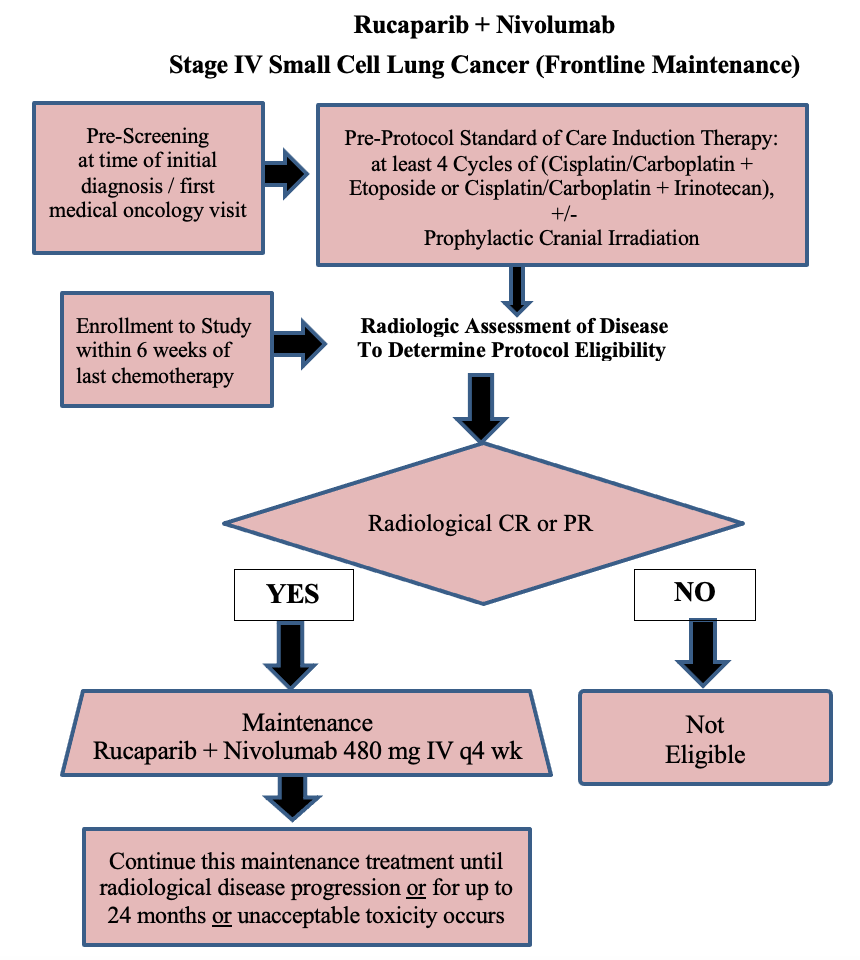 Rucaparib + Nivolumab
Stage IV Small Cell Lung Cancer (Frontline Maintenance)
Pre-Screening
at time of initial
diagnosis / first
medical oncology visit
Pre-Protocol Standard of Care Induction Therapy:
at least 4 Cycles of (Cisplatin/Carboplatin +
Etoposide or Cisplatin/Carboplatin + Irinotecan),
+/-
Prophylactic Cranial Irradiation
Enrollment to Study
within 6 weeks of
last chemotherapy
Radiologic Assessment of Disease
To Determine Protocol Eligibility
Radiological CR or PR
YES
NO
Maintenance
Rucaparib + Nivolumab 480 mg IV q4 wk
Not
Eligible
Continue this maintenance treatment until
radiological disease progression or for up to
24 months or unacceptable toxicity occurs